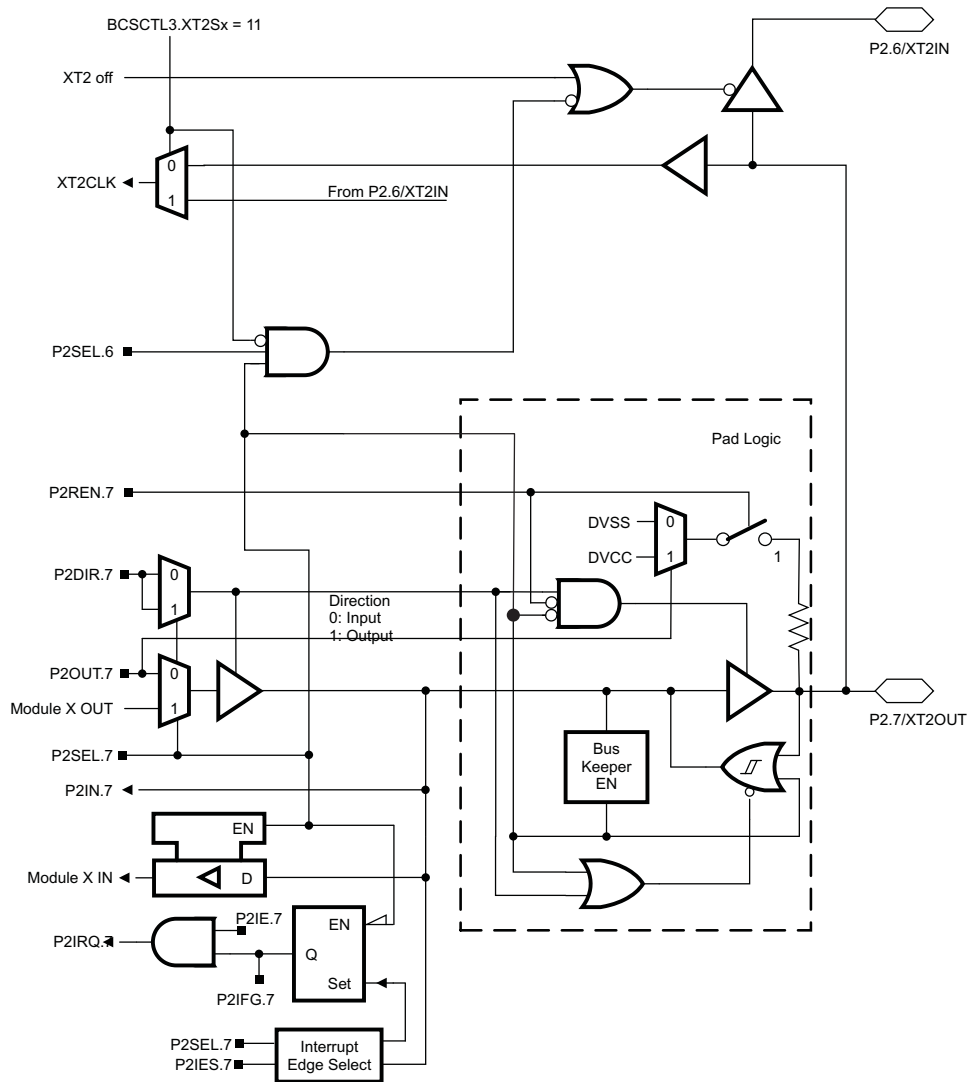 BCSCTL3.XT2Sx = 11
P2.6/XT2IN
XT2 off
0
XT2CLK
1
From P2.6/XT2IN
P2SEL.6
Pad Logic
P2REN.7
DVSS
0
DVCC
1
1
P2DIR.7
0
1
Direction
0: Input
1: Output
P2OUT.7
0
Module X OUT
1
P2.7/XT2OUT
P2SEL.7
Bus
Keeper
EN
P2IN.7
EN
Module X IN
D
P2IE.7
EN
P2IRQ.7
Q
Set
P2IFG.7
P2SEL.7
P2IES.7
Interrupt
Edge Select